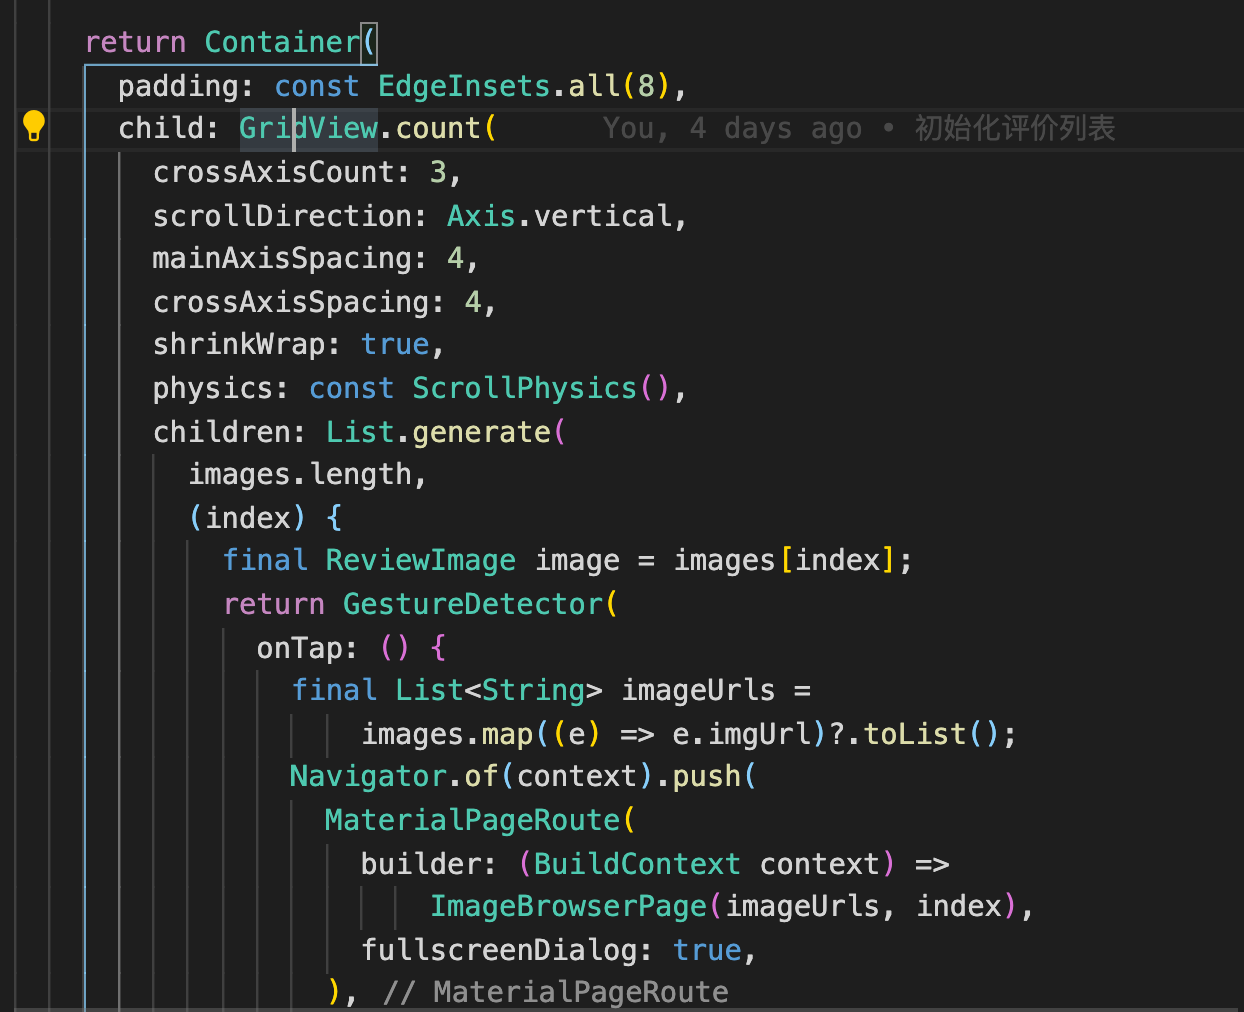 return Container(
padding: const EdgeInsets.all(8),
child: GridView.count( You, 4 days ago • 初始化评价列表
crossAxisCount: 3,
scrollDirection: Axis.vertical,
mainAxisSpacing: 4,
crossAxisSpacing: 4,
shrinkWrap: true,
physics: const ScrollPhysics(),
children: List.generate(
images.length,
(index) {
final ReviewImage image = images[index];
return GestureDetector(
onTap: () {
final List<String> imageUrls =
images.map((e) => e.imgUrl)?.toList();
Navigator.of(context).push(
MaterialPageRoute(
builder: (BuildContext context) =>
ImageBrowserPage(imageUrls, index),
fullscreenDialog: true,
), // MaterialPageRoute